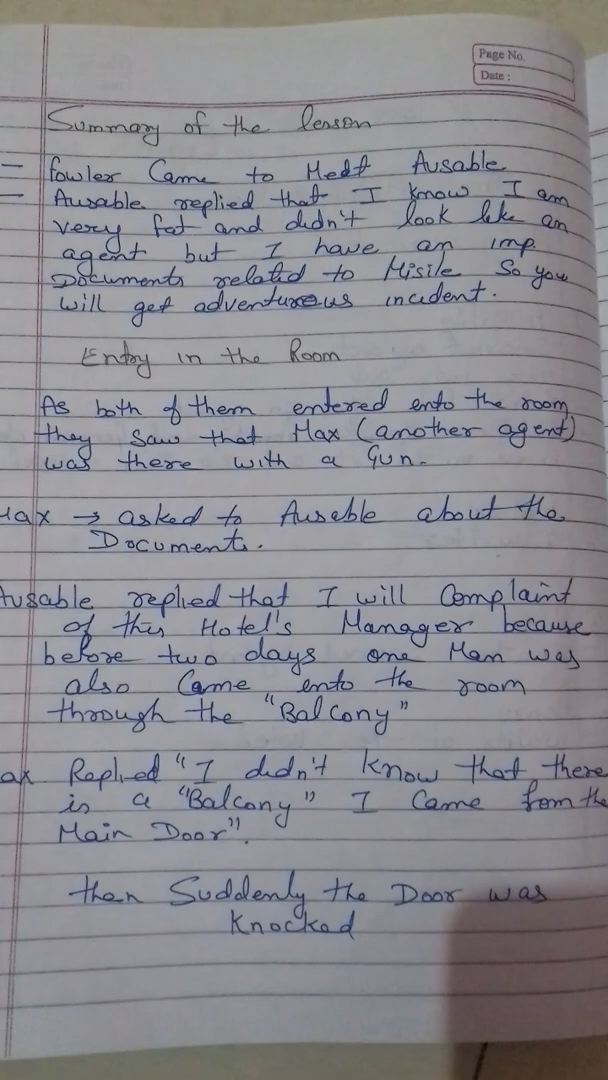 Page No.
Date :
Summary of the lesson
— fowler Came to Meet Ausable
— Ausable replied that I know I am
very fat and didn't look like an
agent but I have an imp.
Documents related to Misile So you
will get adventureous incident.
Entry in the Room
As both of them entered ento the room
they Saw that Max (another agent)
was there with a Gun.
Max → asked to Ausable about the
Documents.
Ausable replied that I will Complaint
of this Hotel's Manager because
before two days one Man was
also Came ento the room
through the "Balcony"
ax Replied "I didn't know that there
is a "Balcony" I Came from the
Main Door".
then Suddenly the Door was
Knocked